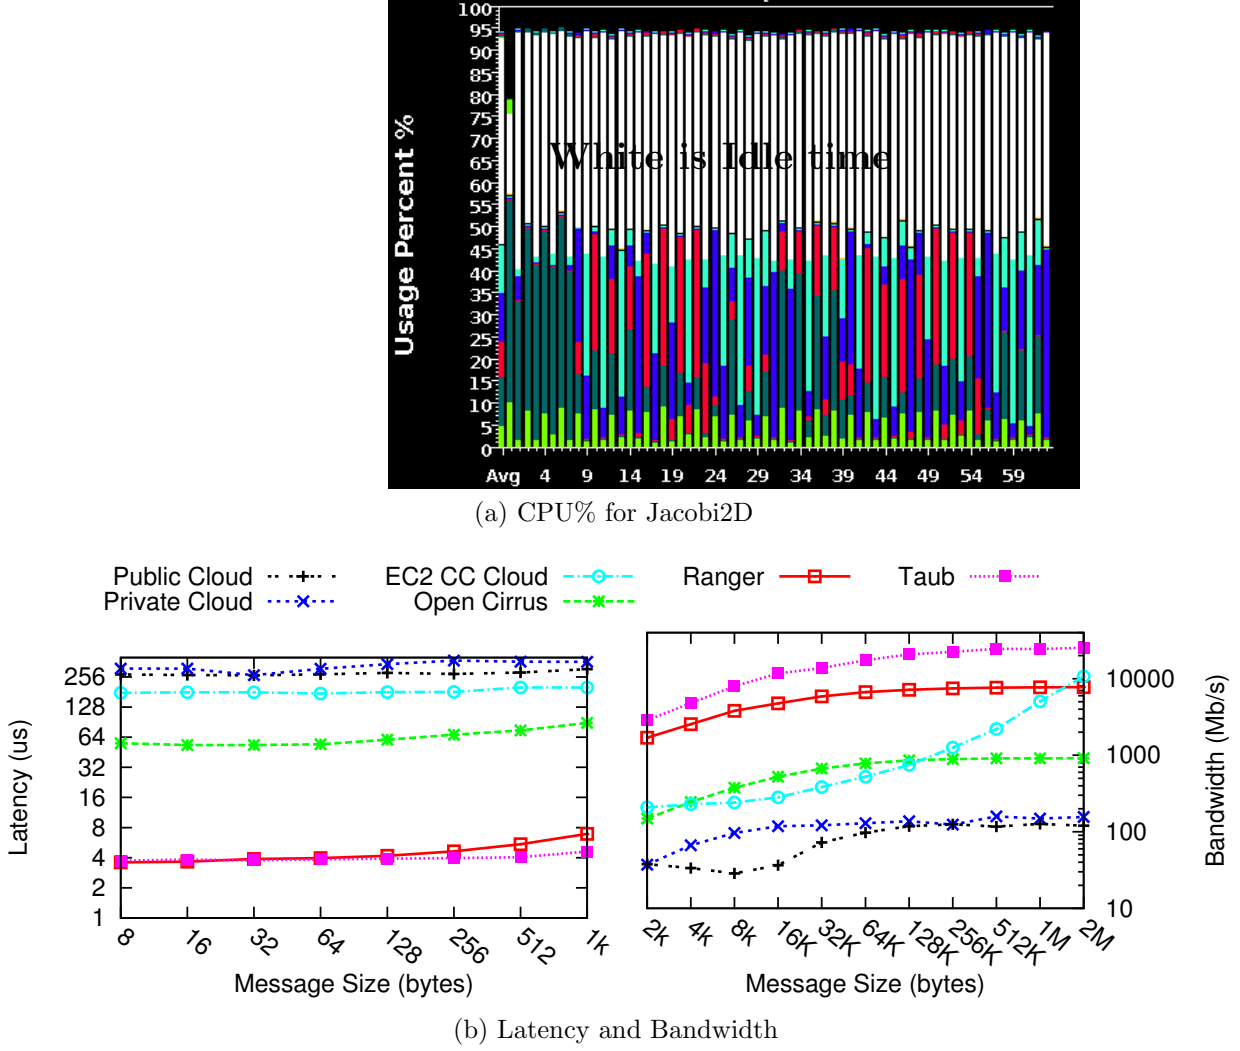 100
95
90
85
80
75
70
65
60
55
50
45
40
35
30
25
20
15
10
5
0
Usage Percent %
White is Idle time
Avg 4 9 14 19 24 29 34 39 44 49 54 59
(a) CPU% for Jacobi2D
Public Cloud EC2 CC Cloud Ranger Taub
Private Cloud Open Cirrus
256
128
64
32
16
8
4
2
1
Latency (us)
8 16 32 64 128 256 512 1k
Message Size (bytes)
10000
1000
100
10
Bandwidth (Mb/s)
2k 4k 8k 16K 32K 64K 128K 256K 512K 1M 2M
Message Size (bytes)
(b) Latency and Bandwidth